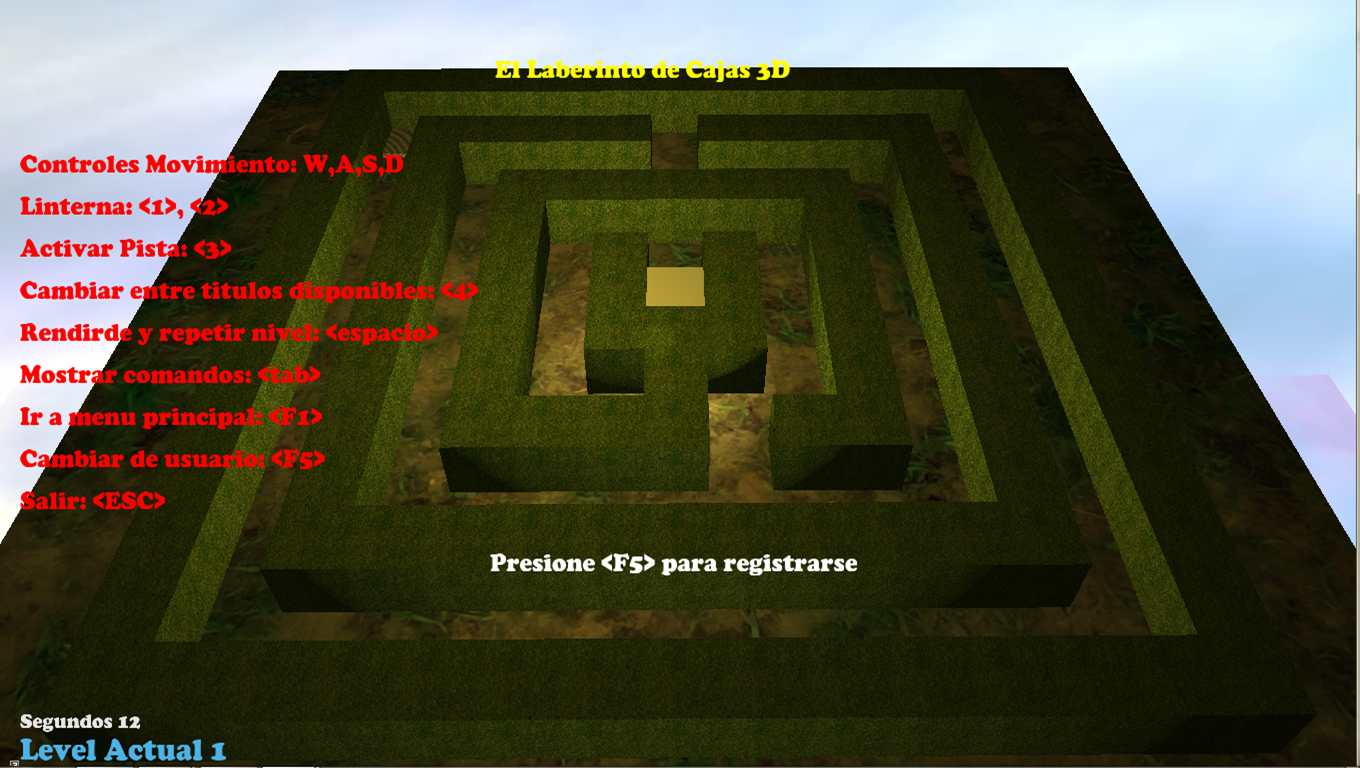 El Laberinto de Cajas 3D
Controles Movimiento: W,A,S,D
Linterna: <1>, <2>
Activar Pista: <3>
Cambiar entre titulos disponibles: <4>
Rendirde y repetir nivel: <espacio>
Mostrar comandos: <tab>
Ir a menu principal: <F1>
Cambiar de usuario: <F5>
Salir: <ESC>
Presione <F5> para registrarse
Segundos 12
Level Actual 1